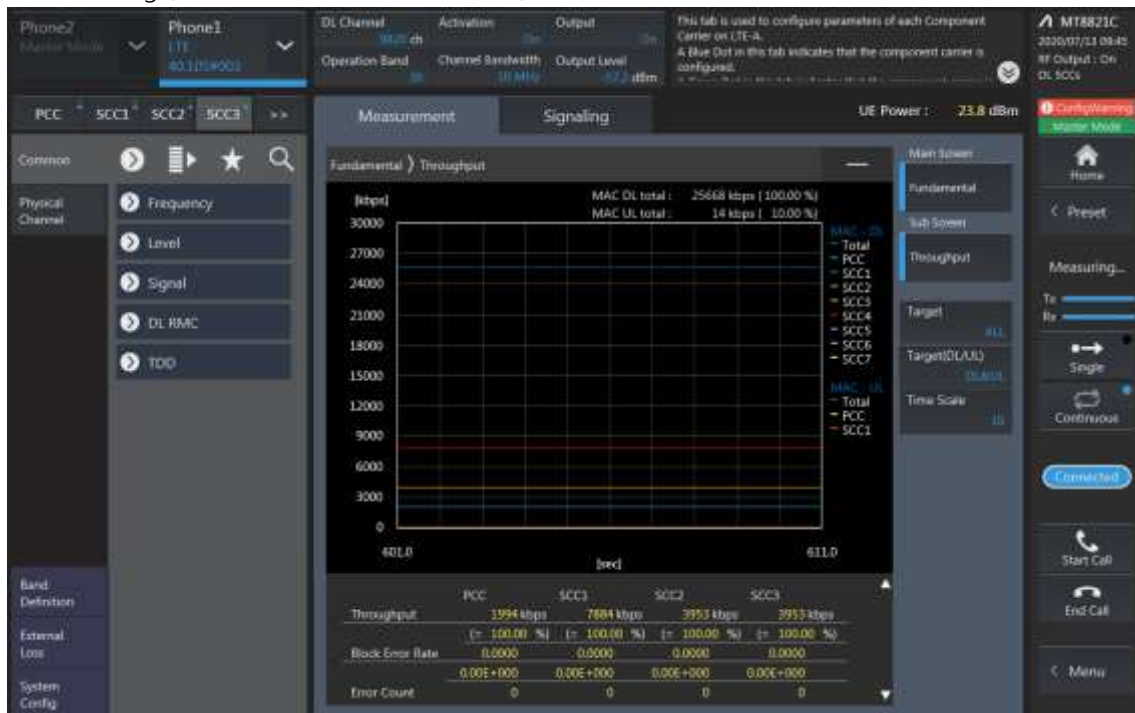 Phone2
Phone1
LTE
DL Channel
Activation
Output
ch
On
On
Operation Band
Channel Bandwidth
Output Level
10 MHz
-57.2 dBm
This tab is used to configure parameters of each Component
Carrier on LTE-A.
A Blue Dot in this tab indicates that the component carrier is
configured.
MT8821C
2020/07/13 09:45
RF Output : On
DL SCCs
PCC
SCC1
SCC2
SCC3
>>
Measurement
Signaling
UE Power : 23.8 dBm
ConfigWarning
Master Mode
Common
Physical
Channel
Frequency
Level
Signal
DL RMC
TDD
Band
Definition
External
Loss
System
Config
Fundamental 〉 Throughput
[kbps]
MAC DL total : 25668 kbps ( 100.00 %)
MAC UL total : 14 kbps ( 10.00 %)
30000
27000
24000
21000
18000
15000
12000
9000
6000
3000
0
601.0
[sec]
611.0
MAC - DL
Total
PCC
SCC1
SCC2
SCC3
SCC4
SCC5
SCC6
SCC7
MAC - UL
Total
PCC
SCC1
PCC SCC1 SCC2 SCC3
Throughput 1994 kbps 7884 kbps 3953 kbps 3953 kbps
(= 100.00 %) (= 100.00 %) (= 100.00 %) (= 100.00 %)
Block Error Rate 0.0000 0.0000 0.0000 0.0000
0.00E+000 0.00E+000 0.00E+000 0.00E+000
Error Count 0 0 0 0
Main Screen
Fundamental
Sub Screen
Throughput
Target
ALL
Target(DL/UL)
DL&UL
Time Scale
10
Home
< Preset
Measuring...
Tx
Rx
Single
Continuous
Connected
Start Call
End Call
< Menu